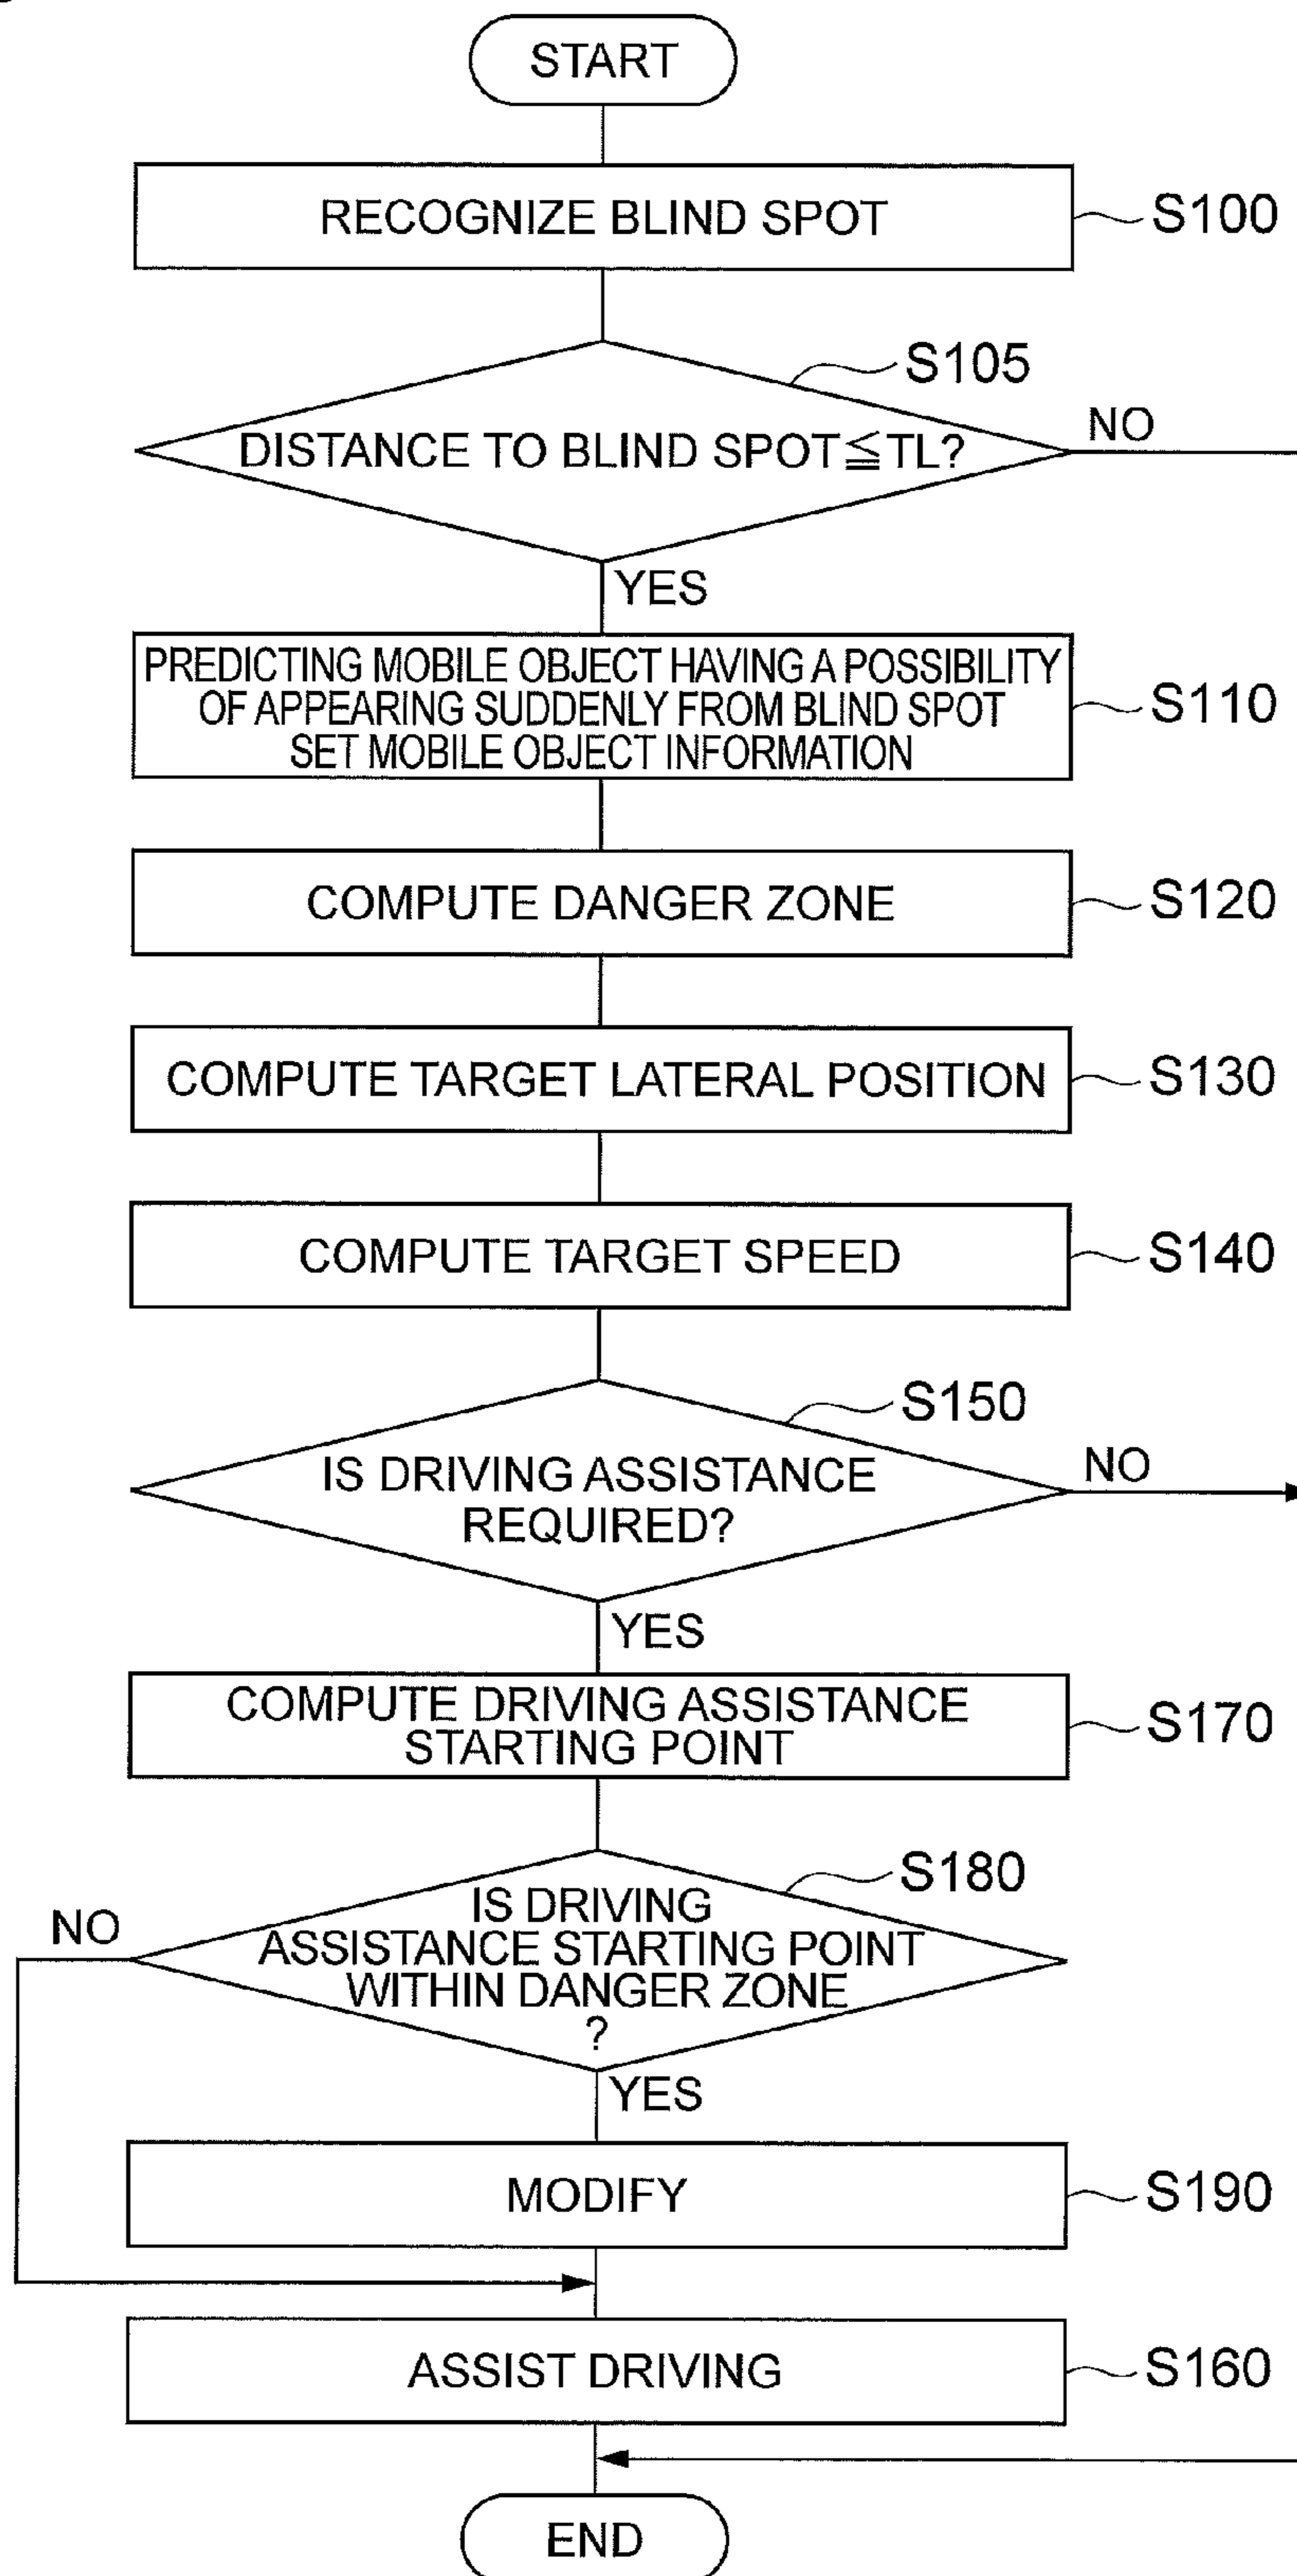 START
RECOGNIZE BLIND SPOT
S100
S105
DISTANCE TO BLIND SPOT≦TL?
NO
YES
PREDICTING MOBILE OBJECT HAVING A POSSIBILITY
OF APPEARING SUDDENLY FROM BLIND SPOT
SET MOBILE OBJECT INFORMATION
S110
COMPUTE DANGER ZONE
S120
COMPUTE TARGET LATERAL POSITION
S130
COMPUTE TARGET SPEED
S140
S150
IS DRIVING ASSISTANCE
REQUIRED?
NO
YES
COMPUTE DRIVING ASSISTANCE
STARTING POINT
S170
S180
IS DRIVING
ASSISTANCE STARTING POINT
WITHIN DANGER ZONE
?
NO
YES
MODIFY
S190
ASSIST DRIVING
S160
END